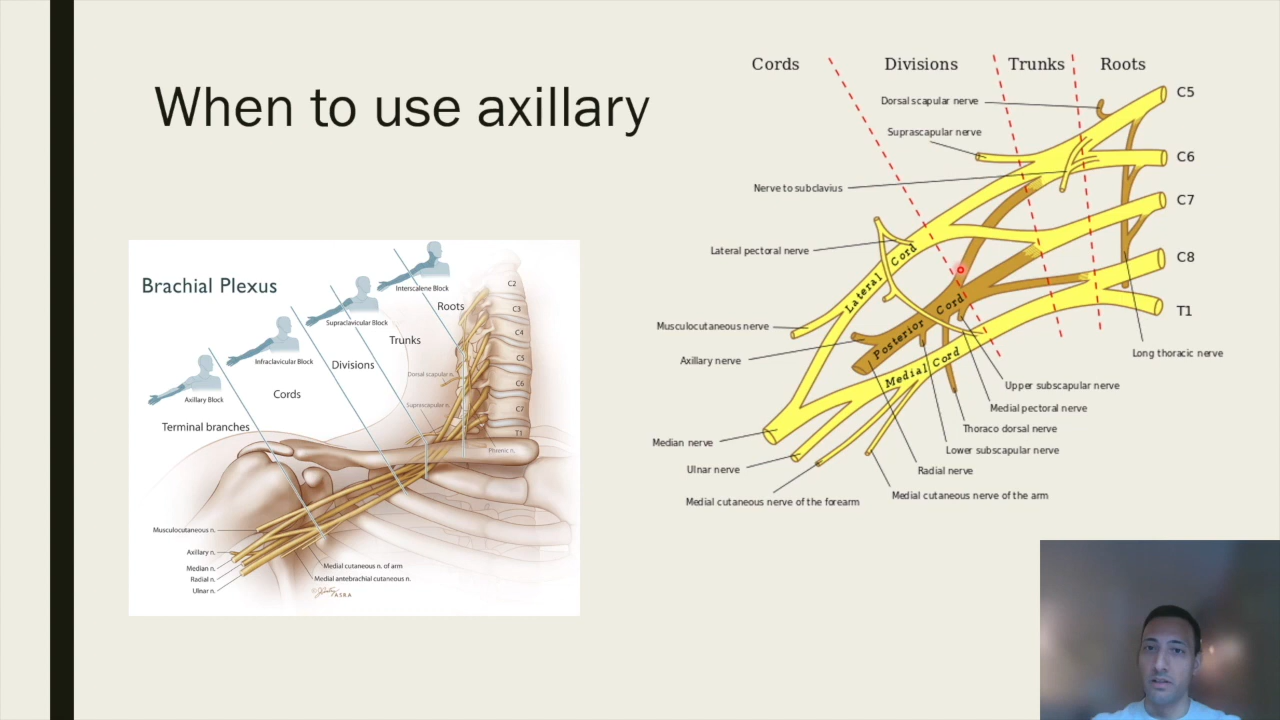 When to use axillary
Brachial Plexus
Interscalene Block
Roots
Supraclavicular Block
Trunks
Infraclavicular Block
Divisions
Axillary Block
Cords
Terminal branches
C2
C3
C4
C5
C6
C7
T1
Dorsal scapular n.
Suprascapular n.
Phrenic n.
Musculocutaneous n.
Axillary n.
Median n.
Radial n.
Ulnar n.
Medial cutaneous n. of arm
Medial antebrachial cutaneous n.
ASRA
Cords
Divisions
Trunks
Roots
Dorsal scapular nerve
C5
Suprascapular nerve
C6
Nerve to subclavius
C7
Lateral pectoral nerve
C8
Lateral Cord
Posterior Cord
Medial Cord
T1
Musculocutaneous nerve
Axillary nerve
Long thoracic nerve
Upper subscapular nerve
Medial pectoral nerve
Thoraco dorsal nerve
Median nerve
Lower subscapular nerve
Ulnar nerve
Radial nerve
Medial cutaneous nerve of the forearm
Medial cutaneous nerve of the arm